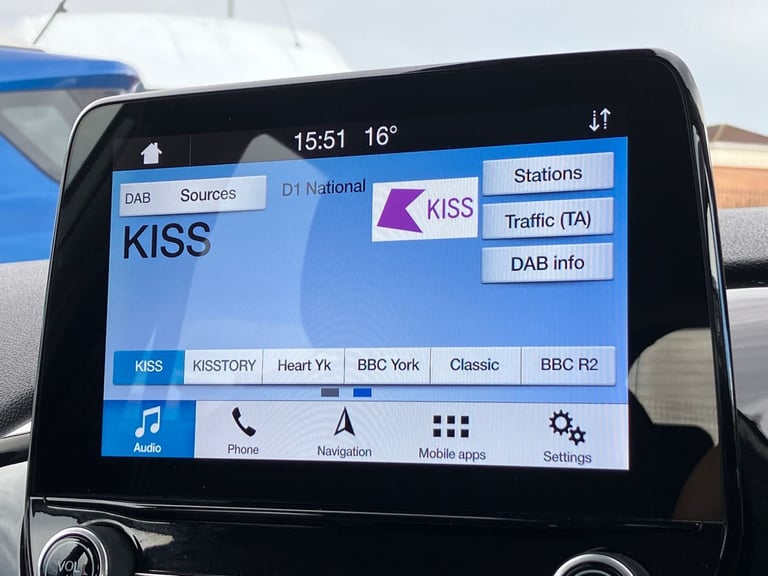 15:51 16°
DAB Sources
D1 National
KISS
Stations
KISS
Traffic (TA)
DAB info
KISS
KISSTORY
Heart Yk
BBC York
Classic
BBC R2
Audio
Phone
Navigation
Mobile apps
Settings
VOL